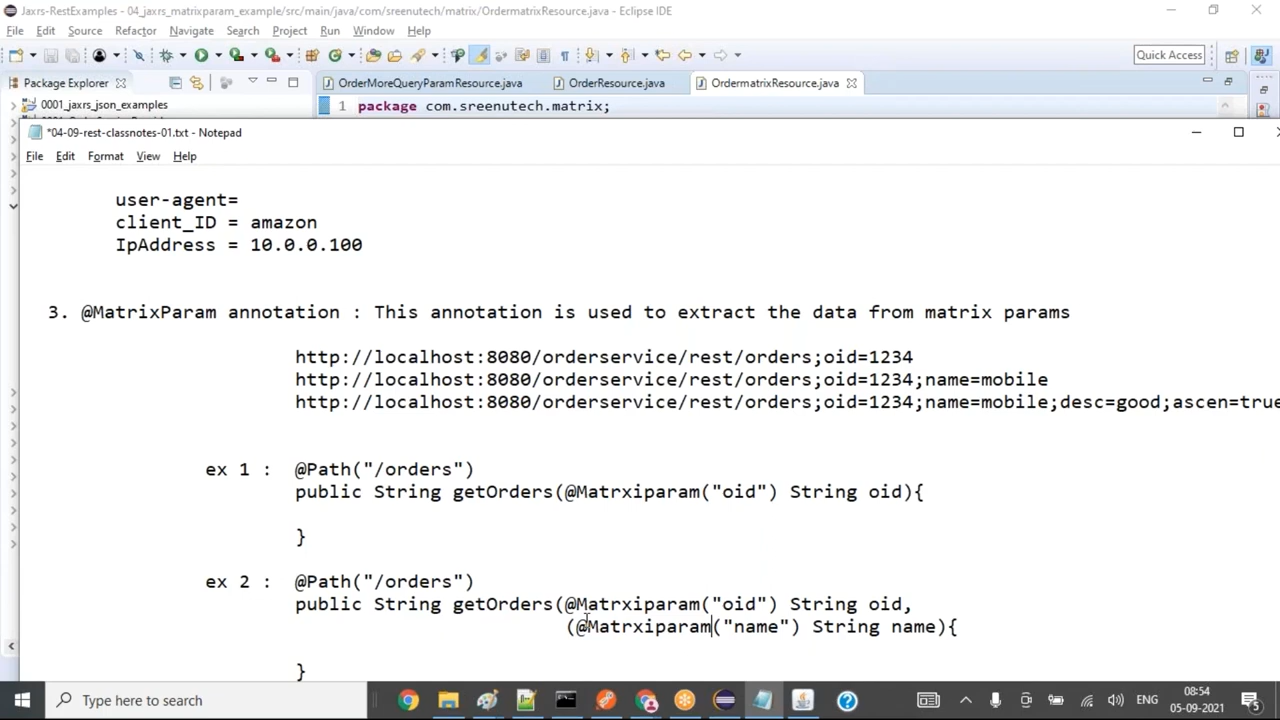 Jaxrs-RestExamples - 04_jaxrs_matrixparam_example/src/main/java/com/sreenutech/matrix/OrdermatrixResource.java - Eclipse IDE
File Edit Source Refactor Navigate Search Project Run Window Help
Quick Access
Package Explorer OrderMoreQueryParamResource.java OrderResource.java OrdermatrixResource.java
0001_jaxrs_json_examples 1 package com.sreenutech.matrix;
*04-09-rest-classnotes-01.txt - Notepad
File Edit Format View Help
user-agent=
client_ID = amazon
IpAddress = 10.0.0.100
3. @MatrixParam annotation : This annotation is used to extract the data from matrix params
http://localhost:8080/orderservice/rest/orders;oid=1234
http://localhost:8080/orderservice/rest/orders;oid=1234;name=mobile
http://localhost:8080/orderservice/rest/orders;oid=1234;name=mobile;desc=good;ascen=true
ex 1 : @Path("/orders")
public String getOrders(@Matrxiparam("oid") String oid){
}
ex 2 : @Path("/orders")
public String getOrders(@Matrxiparam("oid") String oid,
(@Matrxiparam("name") String name){
}
Type here to search
ENG
08:54
05-09-2021
5